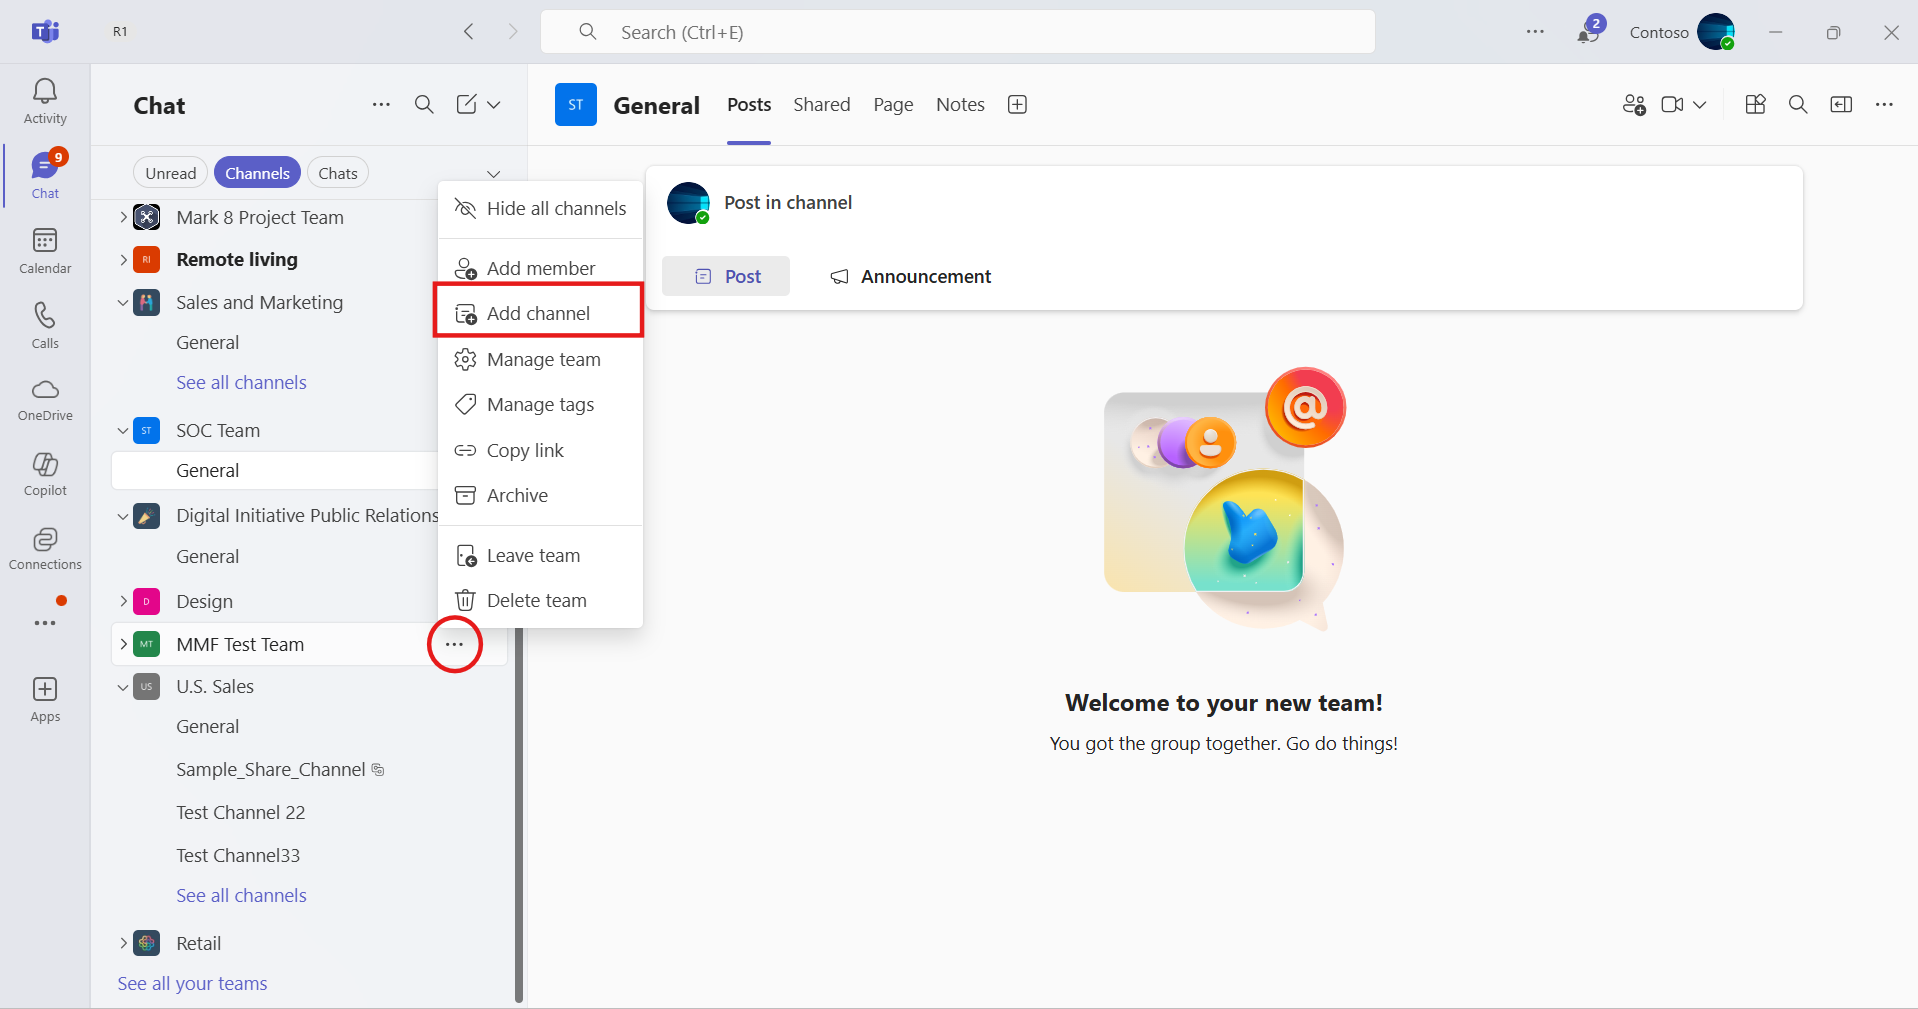 R1
Search (Ctrl+E)
2
Contoso
Activity
9
Chat
Calendar
Calls
OneDrive
Copilot
Connections
Apps
Chat
Unread
Channels
Chats
Mark 8 Project Team
RI
Remote living
Sales and Marketing
General
See all channels
ST
SOC Team
General
Digital Initiative Public Relations
General
D
Design
MT
MMF Test Team
US
U.S. Sales
General
Sample_Share_Channel
Test Channel 22
Test Channel33
See all channels
Retail
See all your teams
Hide all channels
Add member
Add channel
Manage team
Manage tags
Copy link
Archive
Leave team
Delete team
ST
General
Posts
Shared
Page
Notes
Post in channel
Post
Announcement
@
Welcome to your new team!
You got the group together. Go do things!